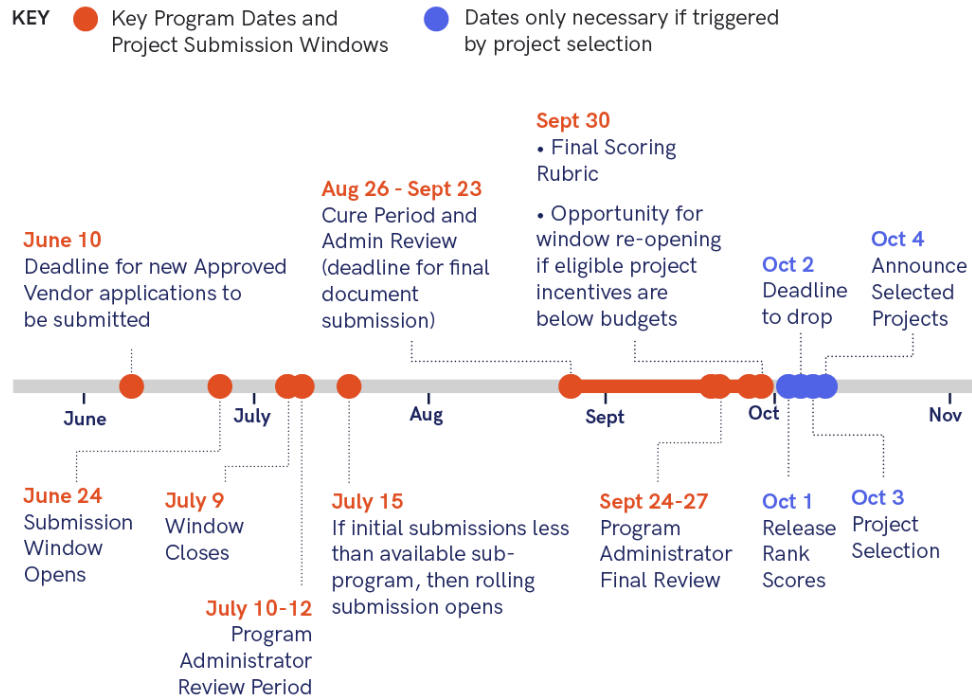 KEY
Key Program Dates and
Project Submission Windows
Dates only necessary if triggered
by project selection
June 10
Deadline for new Approved
Vendor applications to
be submitted
Aug 26 - Sept 23
Cure Period and
Admin Review
(deadline for final
document
submission)
Sept 30
• Final Scoring
Rubric
• Opportunity for
window re-opening
if eligible project
incentives are
below budgets
Oct 2
Deadline
to drop
Oct 4
Announce
Selected
Projects
June
July
Aug
Sept
Oct
Nov
June 24
Submission
Window
Opens
July 9
Window
Closes
July 10-12
Program
Administrator
Review Period
July 15
If initial submissions less
than available sub-
program, then rolling
submission opens
Sept 24-27
Program
Administrator
Final Review
Oct 1
Release
Rank
Scores
Oct 3
Project
Selection